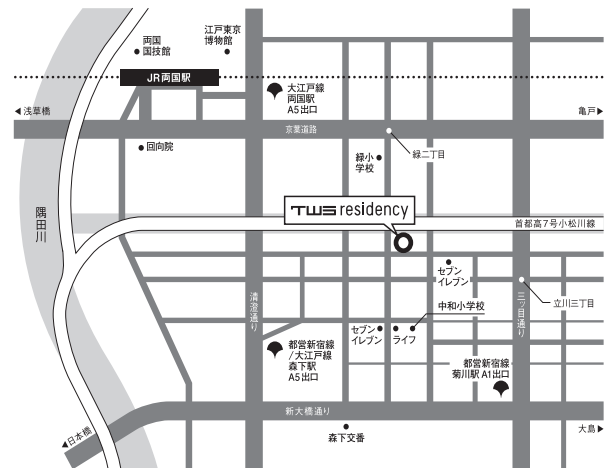 両国
国技館
江戸東京
博物館
JR両国駅
大江戸線
両国駅
A5出口
◀浅草橋
亀戸▶
京葉道路
緑二丁目
回向院
緑小
学校
TWS residency
首都高7号小松川線
隅田川
セブン
イレブン
立川三丁目
清澄通り
三ッ目通り
中和小学校
セブン
イレブン
ライフ
都営新宿線
/大江戸線
森下駅
A5出口
都営新宿線
菊川駅 A1出口
新大橋通り
◀日本橋
大島▶
森下交番